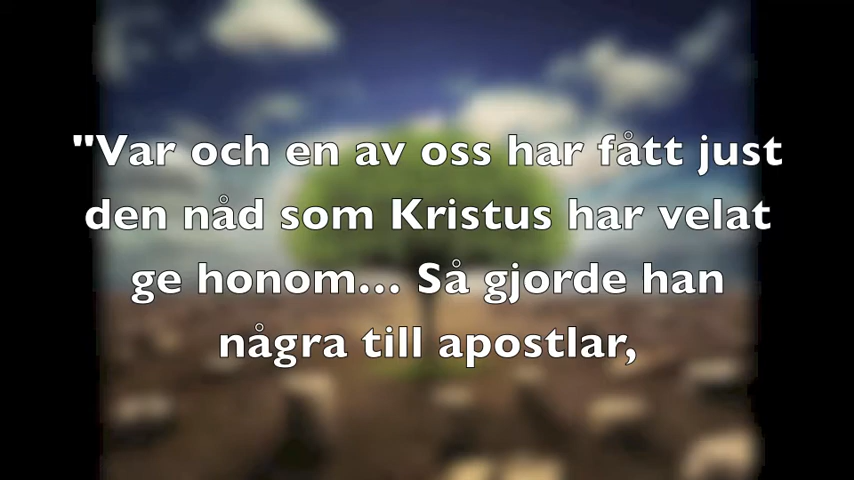 "Var och en av oss har fått just
den nåd som Kristus har velat
ge honom... Så gjorde han
några till apostlar,